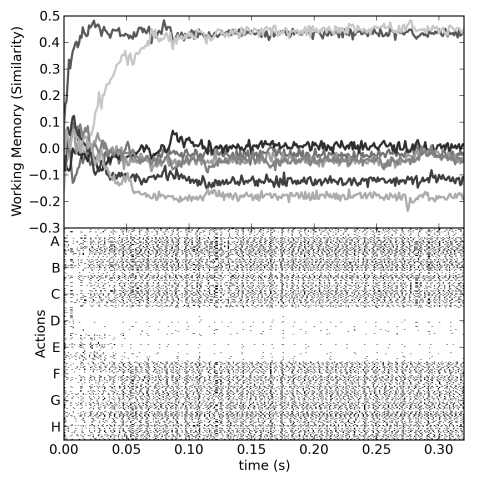 Working Memory (Similarity)
0.5
0.4
0.3
0.2
0.1
0.0
−0.1
−0.2
−0.3
Actions
A
B
C
D
E
F
G
H
0.00 0.05 0.10 0.15 0.20 0.25 0.30
time (s)